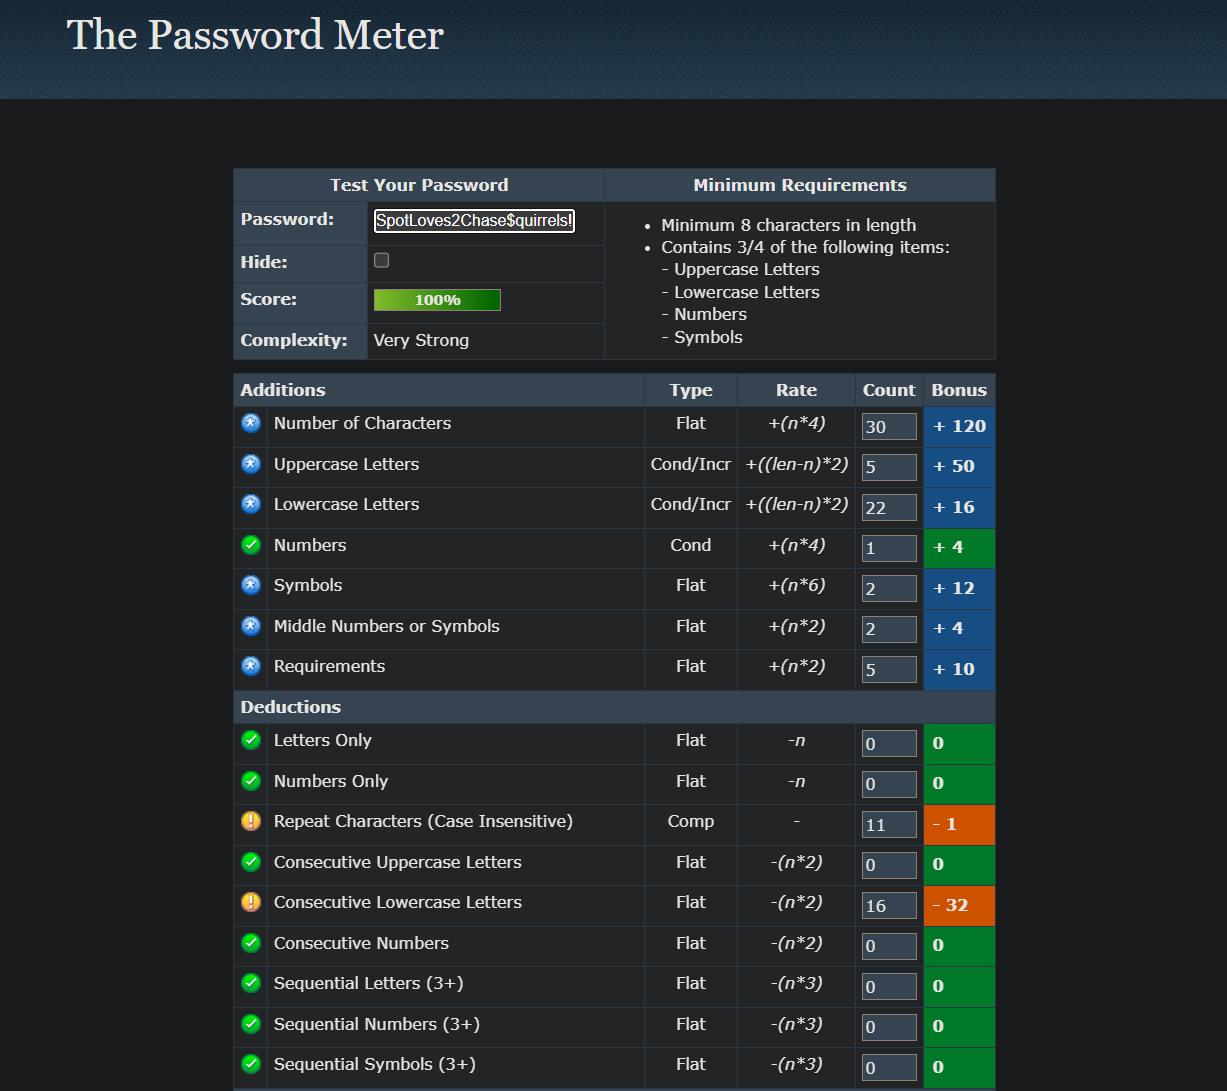 The Password Meter
Test Your Password Minimum Requirements
Password: SpotLoves2Chase$quirrels!
Hide:
Score: 100%
Complexity: Very Strong
• Minimum 8 characters in length
• Contains 3/4 of the following items:
- Uppercase Letters
- Lowercase Letters
- Numbers
- Symbols
Additions Type Rate Count Bonus
Number of Characters Flat +(n*4) 30 + 120
Uppercase Letters Cond/Incr +((len-n)*2) 5 + 50
Lowercase Letters Cond/Incr +((len-n)*2) 22 + 16
Numbers Cond +(n*4) 1 + 4
Symbols Flat +(n*6) 2 + 12
Middle Numbers or Symbols Flat +(n*2) 2 + 4
Requirements Flat +(n*2) 5 + 10
Deductions
Letters Only Flat -n 0 0
Numbers Only Flat -n 0 0
Repeat Characters (Case Insensitive) Comp - 11 - 1
Consecutive Uppercase Letters Flat -(n*2) 0 0
Consecutive Lowercase Letters Flat -(n*2) 16 - 32
Consecutive Numbers Flat -(n*2) 0 0
Sequential Letters (3+) Flat -(n*3) 0 0
Sequential Numbers (3+) Flat -(n*3) 0 0
Sequential Symbols (3+) Flat -(n*3) 0 0